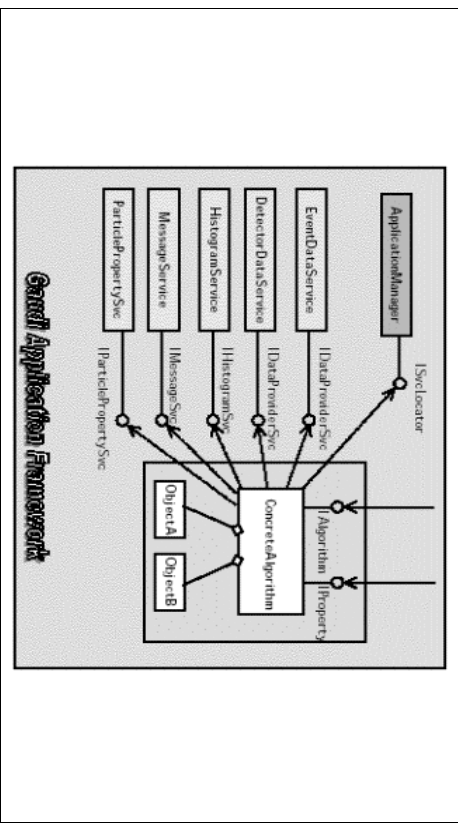 ApplicationManager
ISvcLocator
EventDataService
IDataProviderSvc
DetectorDataService
IDataProviderSvc
HistogramService
IHistogramSvc
MessageService
IMessageSvc
ParticlePropertySvc
IParticlePropertySvc
IAlgorithm
IProperty
ConcreteAlgorithm
ObjectA
ObjectB
Gaudi Application Framework